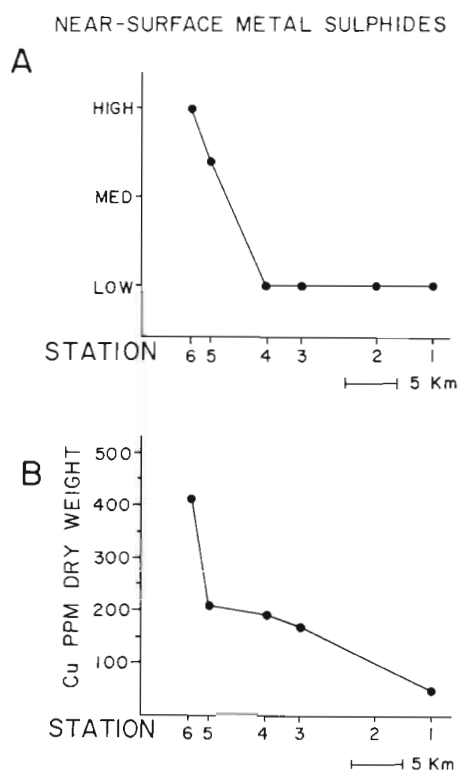 NEAR-SURFACE METAL SULPHIDES
A
HIGH
MED
LOW
STATION 6 5 4 3 2 1
5 Km
B
Cu PPM DRY WEIGHT
500
400
300
200
100
STATION 6 5 4 3 2 1
5 Km